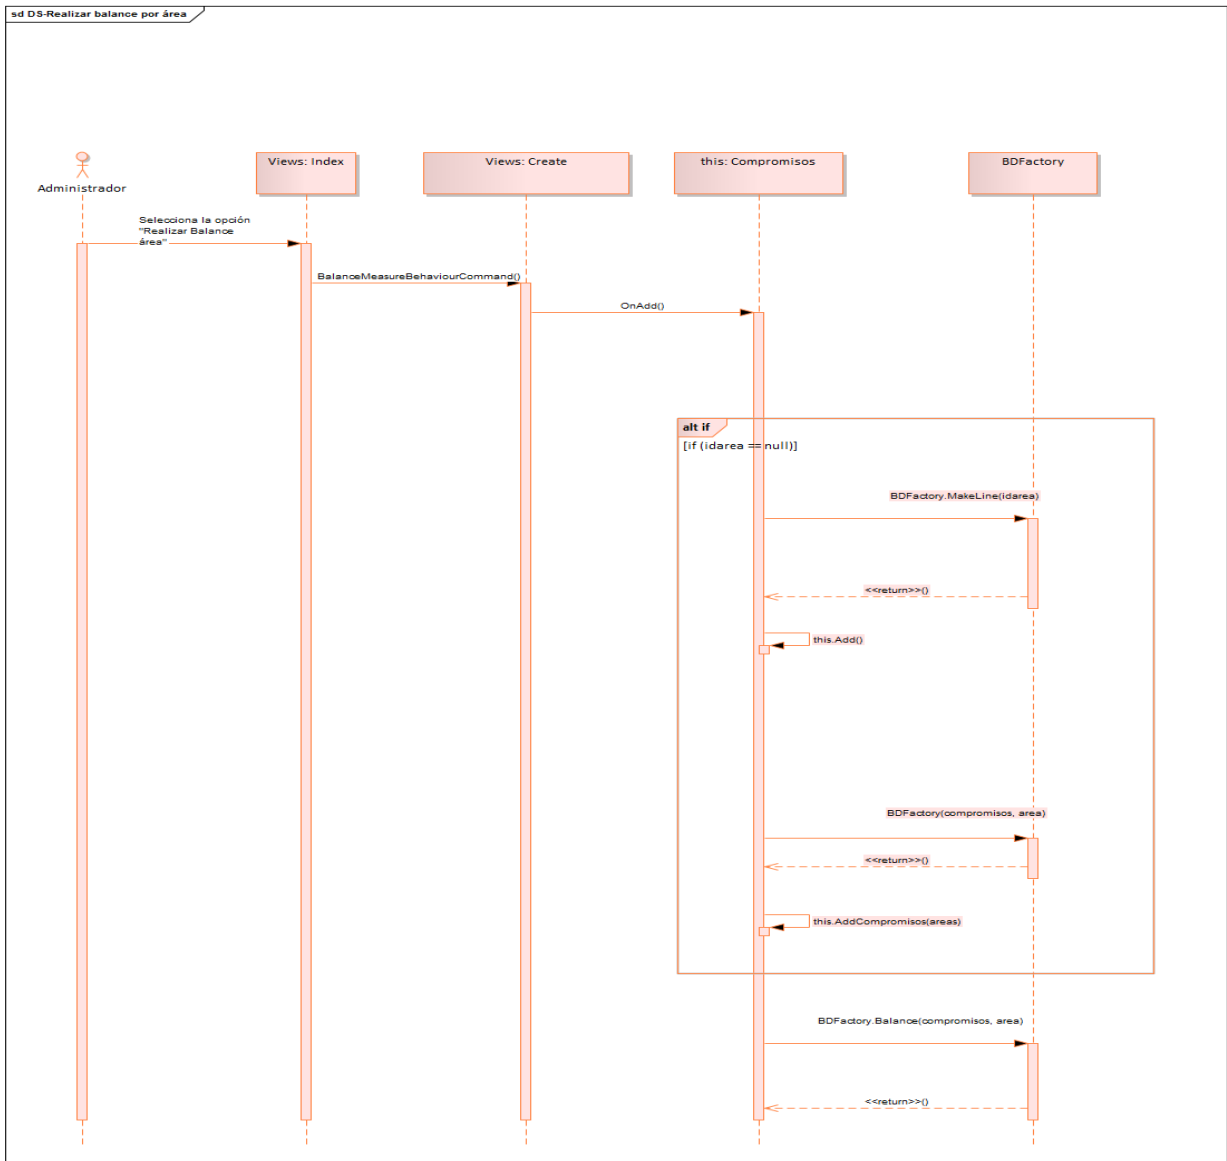 sd DS-Realizar balance por área
Administrador
Views: Index
Views: Create
this: Compromisos
BDFactory
Selecciona la opción
"Realizar Balance
área"
BalanceMeasureBehaviourCommand()
OnAdd()
alt if
[if (idarea == null)]
BDFactory.MakeLine(idarea)
<<return>>()
this.Add()
BDFactory(compromisos, area)
<<return>>()
this.AddCompromisos(areas)
BDFactory.Balance(compromisos, area)
<<return>>()